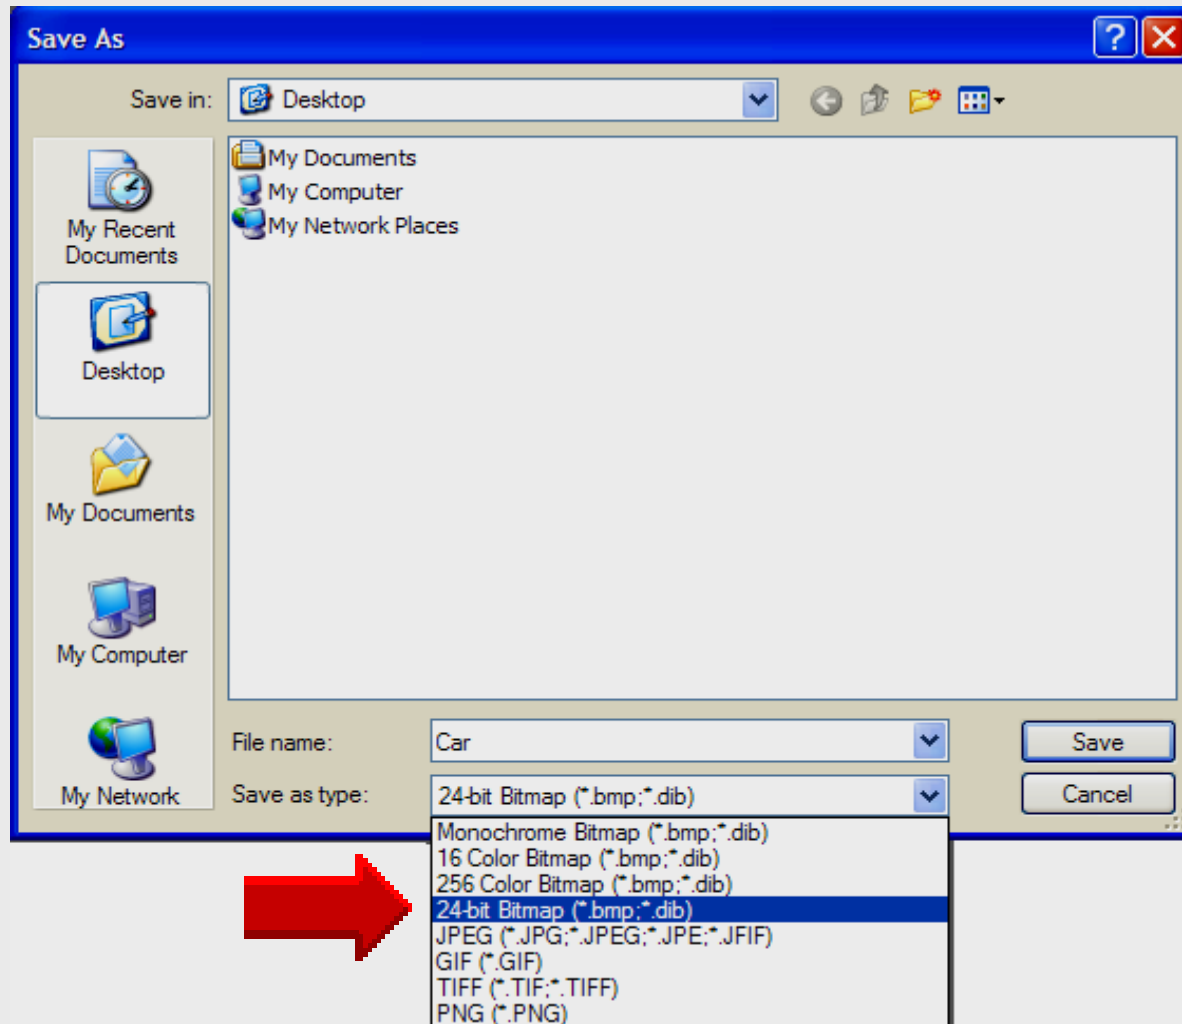 Save As
Save in:
Desktop
My Documents
My Computer
My Network Places
My Recent
Documents
Desktop
My Documents
My Computer
My Network
File name:
Car
Save
Save as type:
24-bit Bitmap (*.bmp;*.dib)
Cancel
Monochrome Bitmap (*.bmp;*.dib)
16 Color Bitmap (*.bmp;*.dib)
256 Color Bitmap (*.bmp;*.dib)
24-bit Bitmap (*.bmp;*.dib)
JPEG (*.JPG;*.JPEG;*.JPE;*.JFIF)
GIF (*.GIF)
TIFF (*.TIF;*.TIFF)
PNG (*.PNG)